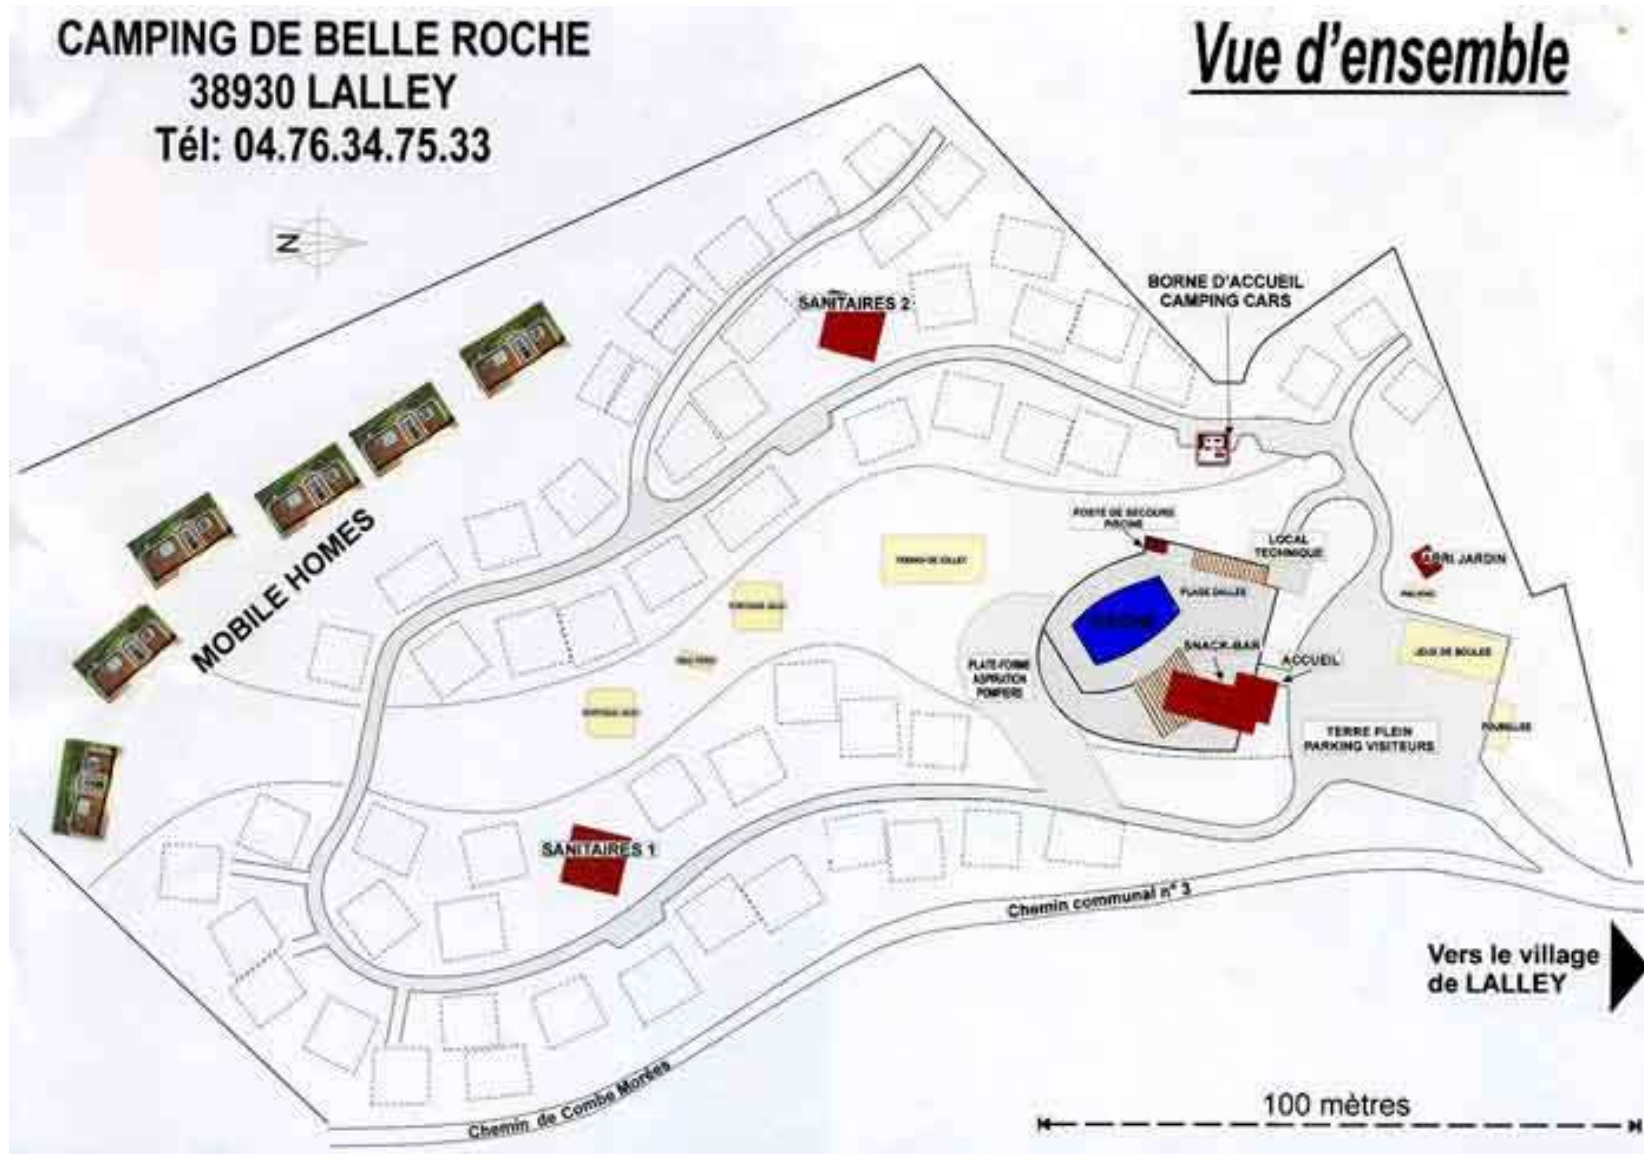 CAMPING DE BELLE ROCHE
38930 LALLEY
Tél: 04.76.34.75.33
Vue d'ensemble
N
BORNE D'ACCUEIL
CAMPING CARS
SANITAIRES 2
MOBILE HOMES
POSTE DE SECOURS
PISCINE
LOCAL
TECHNIQUE
ABRI JARDIN
PLAGE DALLES
PISCINE
SNACK-BAR
ACCUEIL
JEUX DE BOULES
PLATE-FORME
ASPIRATION
POMPIERS
TERRE PLEIN
PARKING VISITEURS
POUBELLES
SANITAIRES 1
Chemin communal n° 3
Vers le village
de LALLEY
Chemin de Combe Morées
100 mètres